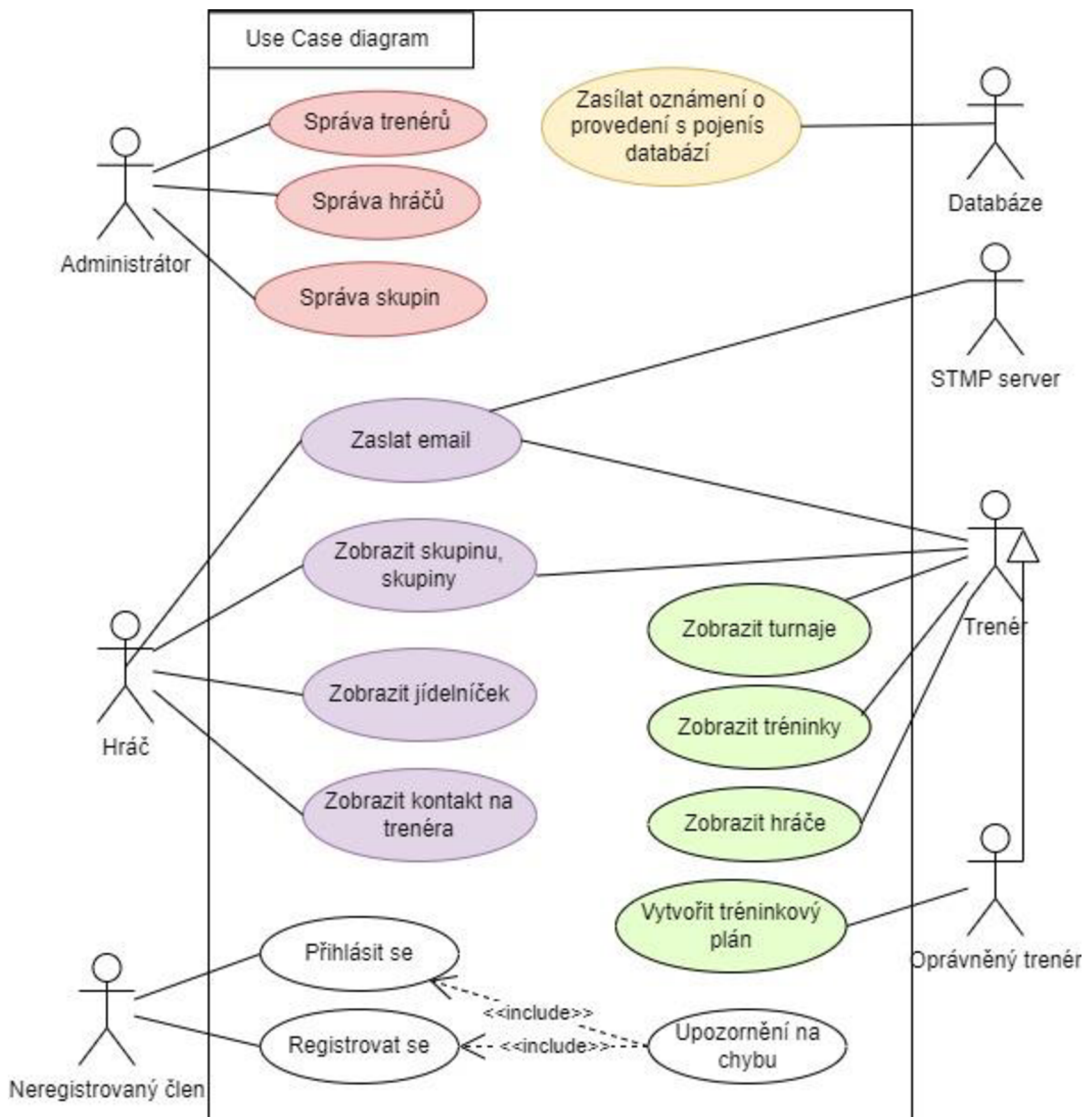 Use Case diagram
Správa trenérů
Zasílat oznámení o
provedení s pojenís
databází
Správa hráčů
Databáze
Administrátor
Správa skupin
STMP server
Zaslat email
Zobrazit skupinu,
skupiny
Zobrazit turnaje
Trenér
Zobrazit jídelníček
Zobrazit tréninky
Hráč
Zobrazit kontakt na
trenéra
Zobrazit hráče
Vytvořit tréninkový
plán
Oprávněný trenér
Přihlásit se
<<include>>
Registrovat se
<<include>>
Upozornění na
chybu
Neregistrovaný člen